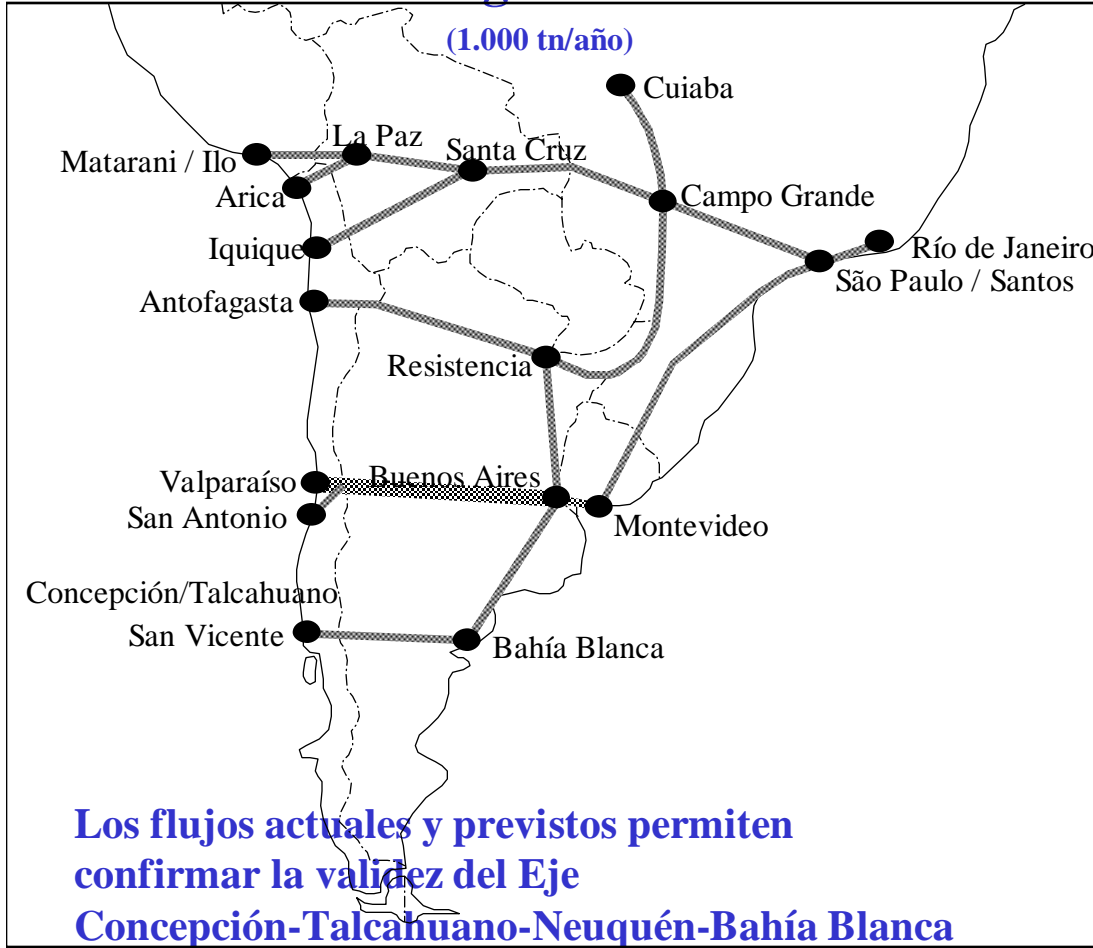 (1.000 tn/año)
Cuiaba
La Paz
Santa Cruz
Matarani / Ilo
Arica
Campo Grande
Iquique
Río de Janeiro
São Paulo / Santos
Antofagasta
Resistencia
Valparaíso
Buenos Aires
San Antonio
Montevideo
Concepción/Talcahuano
San Vicente
Bahía Blanca
Los flujos actuales y previstos permiten
confirmar la validez del Eje
Concepción-Talcahuano-Neuquén-Bahía Blanca